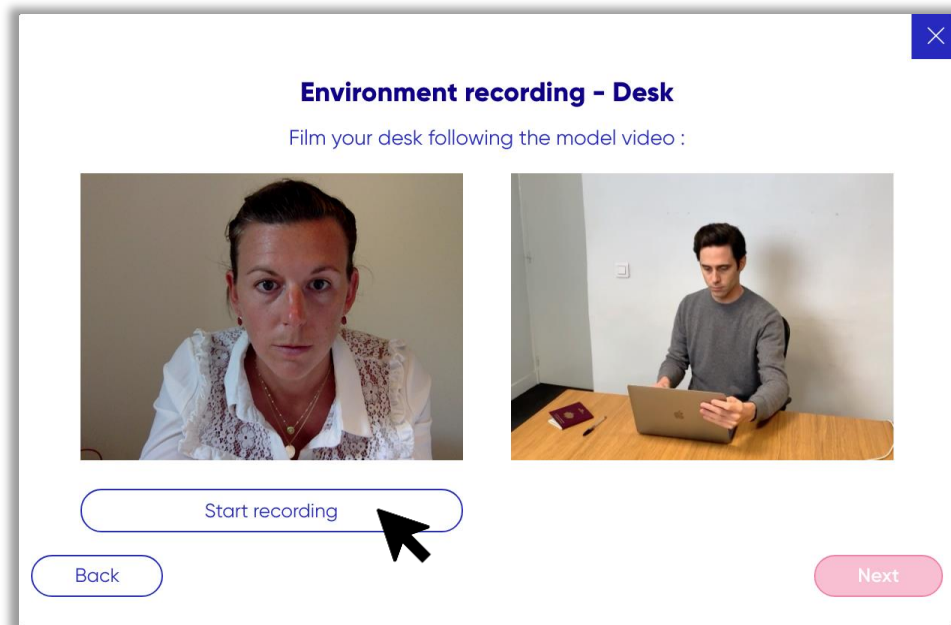 Environment recording - Desk
Film your desk following the model video :
Start recording
Back
Next